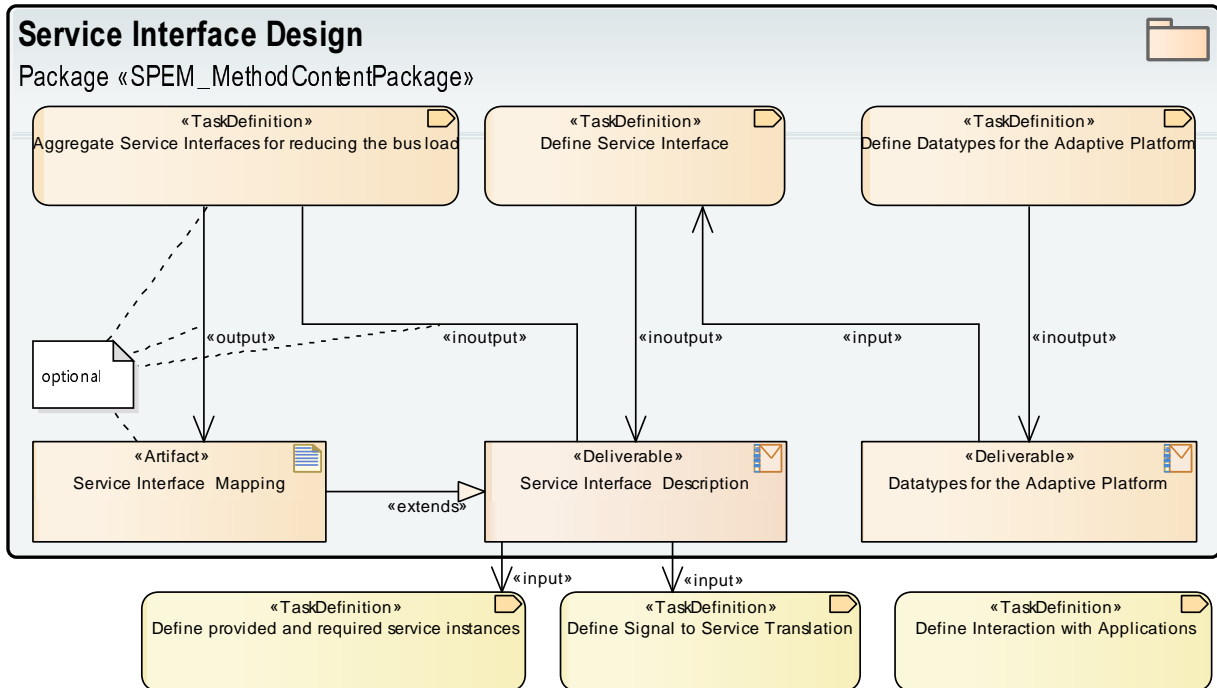 Service Interface Design
Package «SPEM_MethodContentPackage»
«TaskDefinition»
Aggregate Service Interfaces for reducing the bus load
«TaskDefinition»
Define Service Interface
«TaskDefinition»
Define Datatypes for the Adaptive Platform
«output»
«inoutput»
«inoutput»
«input»
«inoutput»
optional
«Artifact»
Service Interface Mapping
«Deliverable»
Service Interface Description
«Deliverable»
Datatypes for the Adaptive Platform
«extends»
«input»
«input»
«TaskDefinition»
Define provided and required service instances
«TaskDefinition»
Define Signal to Service Translation
«TaskDefinition»
Define Interaction with Applications